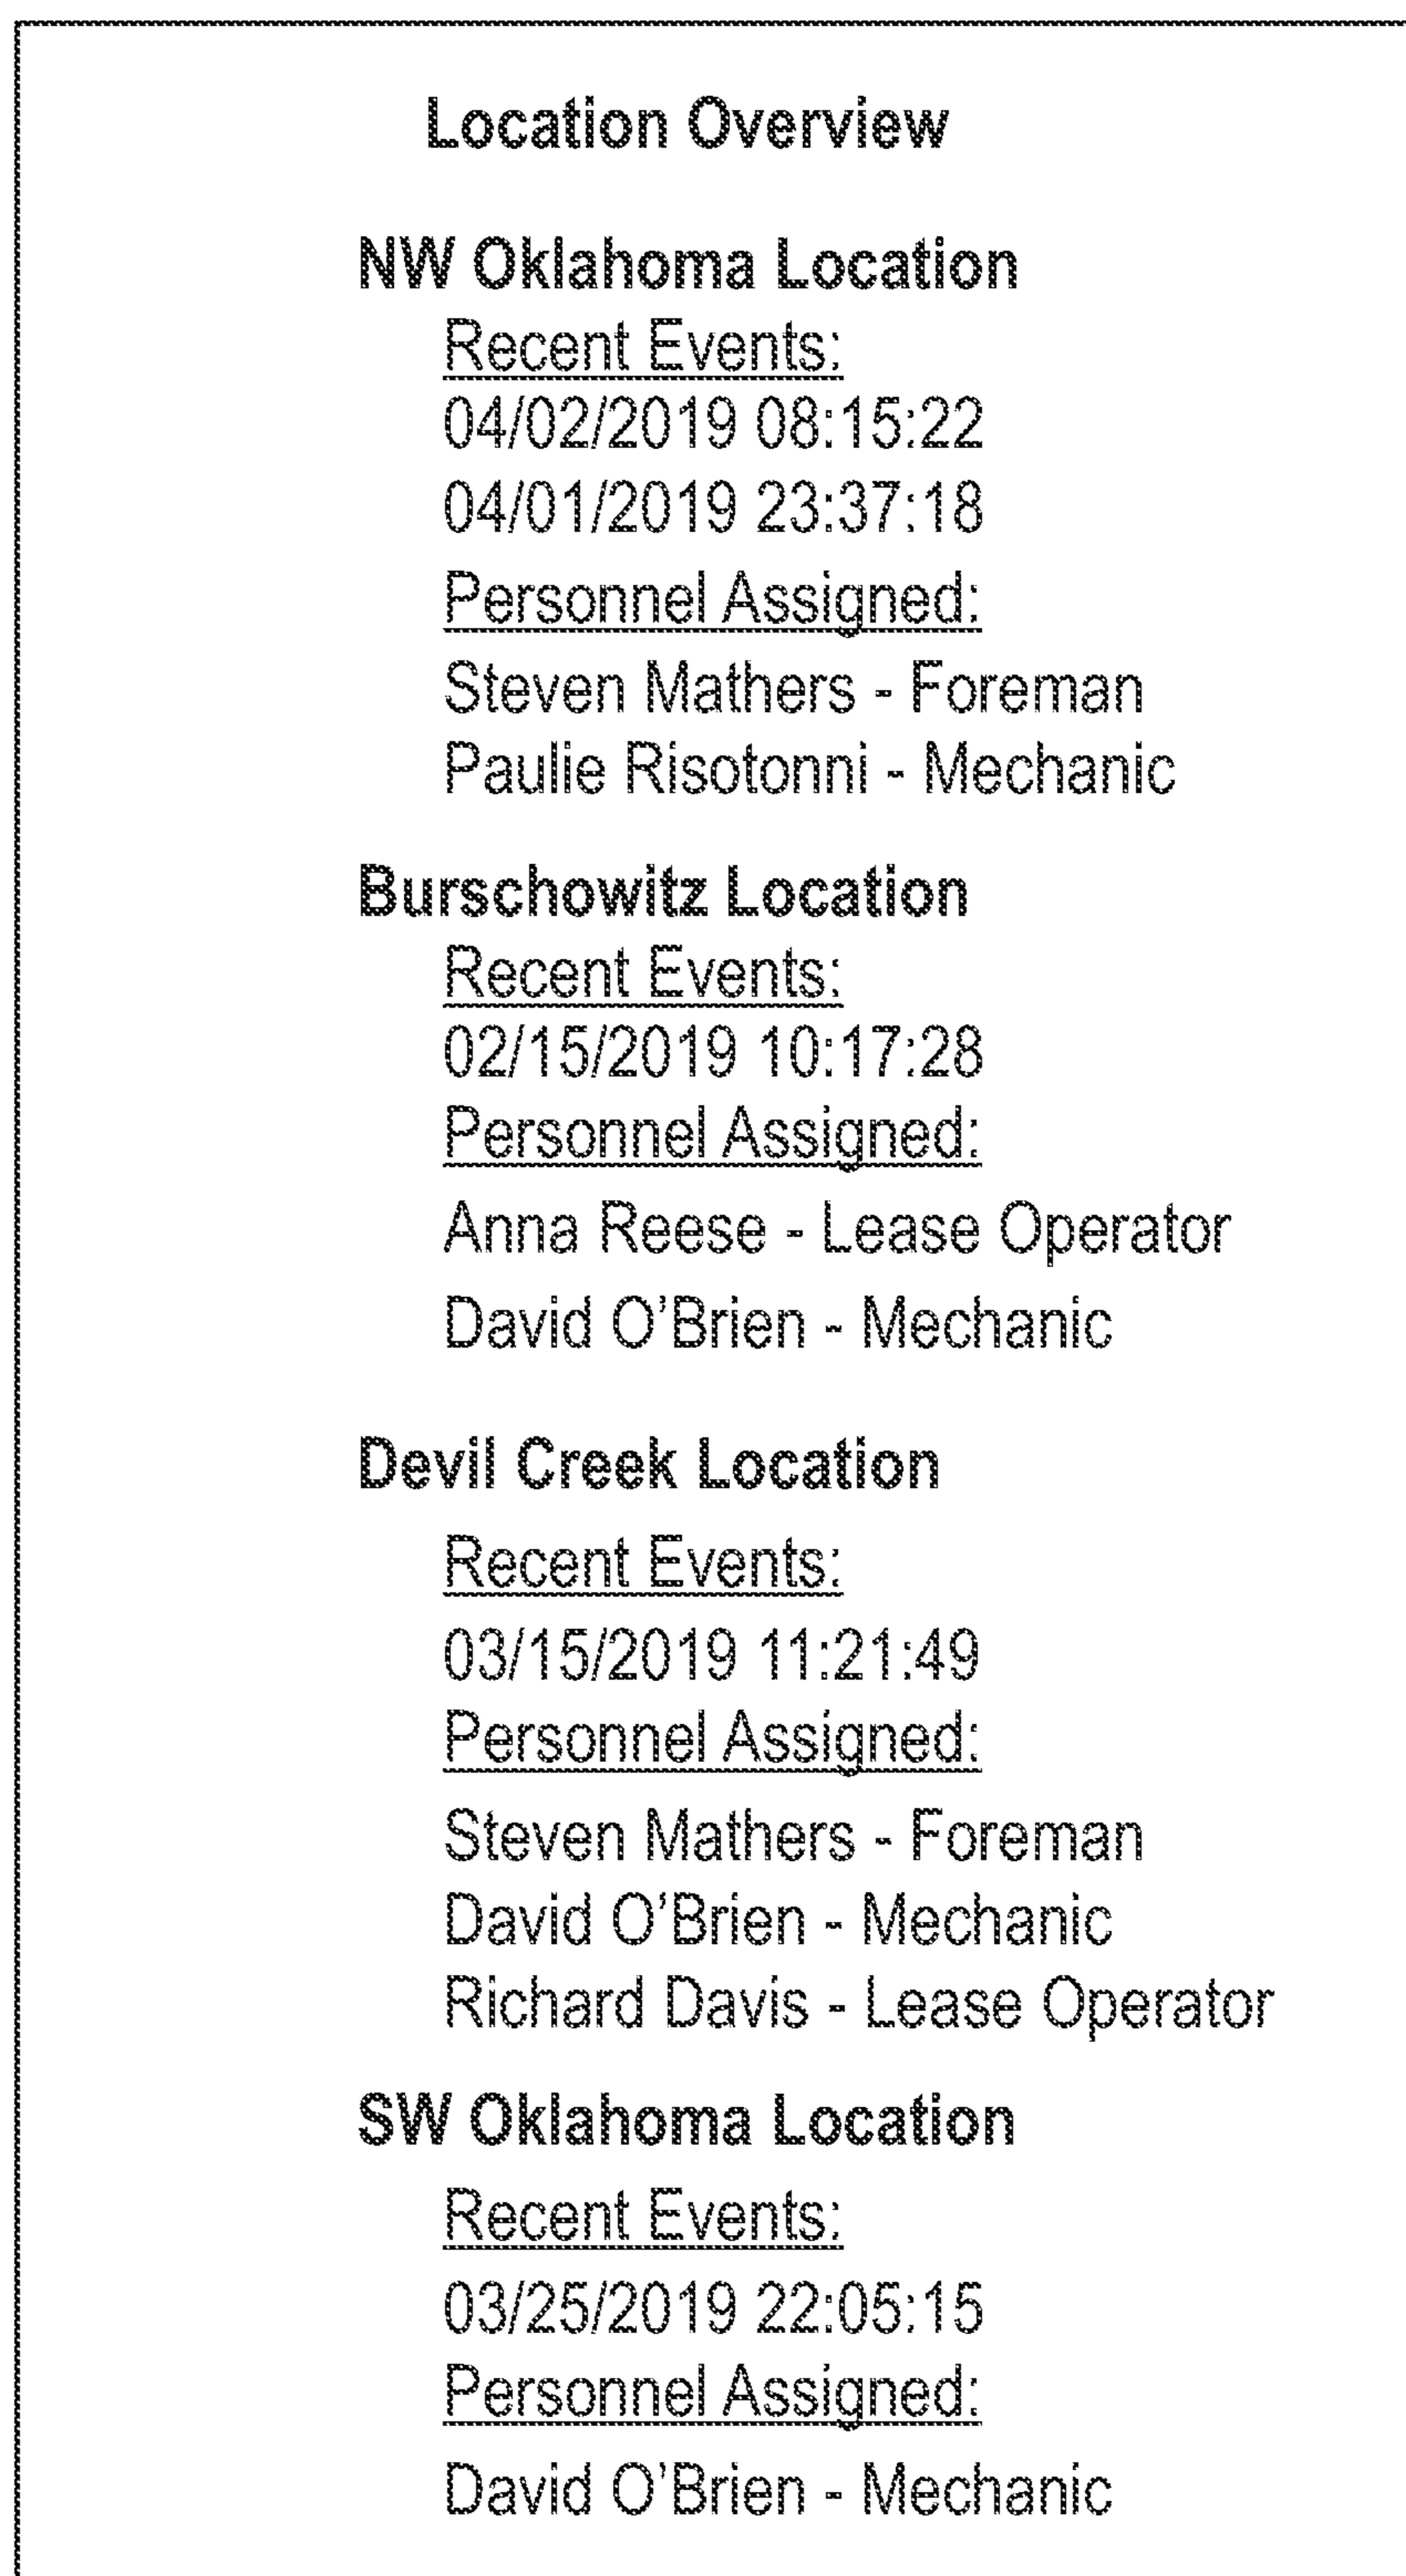 Location Overview
NW Oklahoma Location
Recent Events:
04/02/2019 08:15:22
04/01/2019 23:37:18
Personnel Assigned:
Steven Mathers - Foreman
Paulie Risotonni - Mechanic
Burschowitz Location
Recent Events:
02/15/2019 10:17:28
Personnel Assigned:
Anna Reese - Lease Operator
David O'Brien - Mechanic
Devil Creek Location
Recent Events:
03/15/2019 11:21:49
Personnel Assigned:
Steven Mathers - Foreman
David O'Brien - Mechanic
Richard Davis - Lease Operator
SW Oklahoma Location
Recent Events:
03/25/2019 22:05:15
Personnel Assigned:
David O'Brien - Mechanic